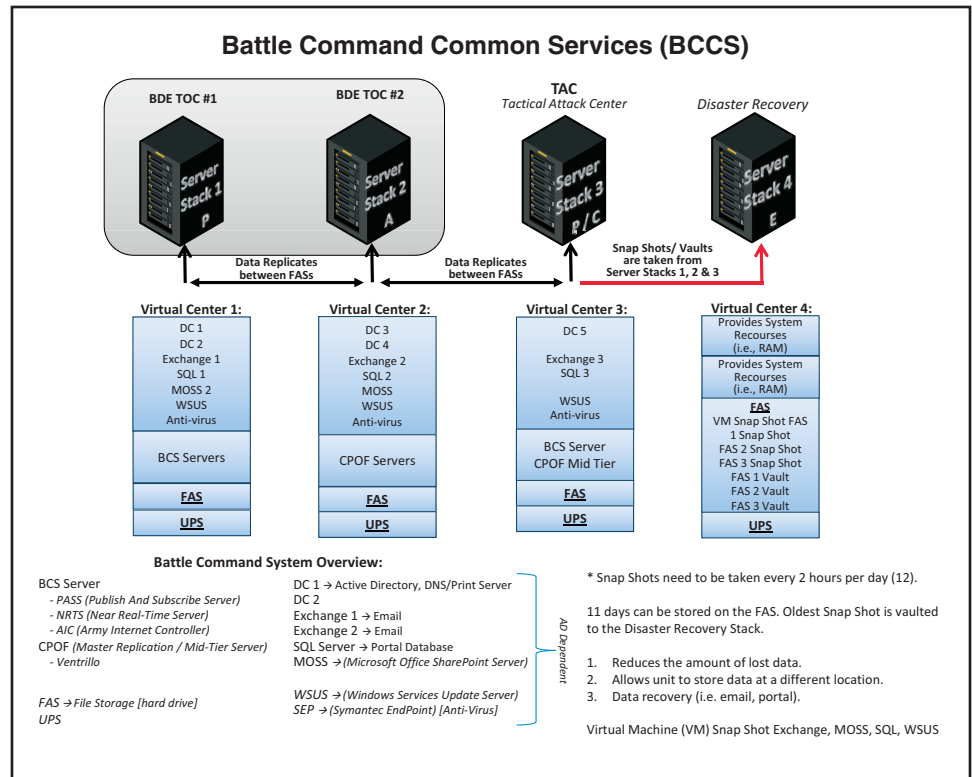 Battle Command Common Services (BCCS)
BDE TOC #1
BDE TOC #2
TAC
Tactical Attack Center
Disaster Recovery
Server
Stack 1
P
Server
Stack 2
A
Server
Stack 3
P / C
Server
Stack 4
E
Data Replicates
between FASs
Data Replicates
between FASs
Snap Shots/ Vaults
are taken from
Server Stacks 1, 2 & 3
Virtual Center 1:
DC 1
DC 2
Exchange 1
SQL 1
MOSS 2
WSUS
Anti-virus
BCS Servers
FAS
UPS
Virtual Center 2:
DC 3
DC 4
Exchange 2
SQL 2
MOSS
WSUS
Anti-virus
CPOF Servers
FAS
UPS
Virtual Center 3:
DC 5
Exchange 3
SQL 3
WSUS
Anti-virus
BCS Server
CPOF Mid Tier
FAS
UPS
Virtual Center 4:
Provides System
Recourses
(i.e., RAM)
Provides System
Recourses
(i.e., RAM)
FAS
VM Snap Shot FAS
1 Snap Shot
FAS 2 Snap Shot
FAS 3 Snap Shot
FAS 1 Vault
FAS 2 Vault
FAS 3 Vault
UPS
Battle Command System Overview:
BCS Server
- PASS (Publish And Subscribe Server)
- NRTS (Near Real-Time Server)
- AIC (Army Internet Controller)
CPOF (Master Replication / Mid-Tier Server)
- Ventrillo
FAS → File Storage [hard drive]
UPS
DC 1 → Active Directory, DNS/Print Server
DC 2
Exchange 1 → Email
Exchange 2 → Email
SQL Server → Portal Database
MOSS → (Microsoft Office SharePoint Server)
WSUS → (Windows Services Update Server)
SEP → (Symantec EndPoint) [Anti-Virus]
AD Dependent
* Snap Shots need to be taken every 2 hours per day (12).
11 days can be stored on the FAS. Oldest Snap Shot is vaulted
to the Disaster Recovery Stack.
1. Reduces the amount of lost data.
2. Allows unit to store data at a different location.
3. Data recovery (i.e. email, portal).
Virtual Machine (VM) Snap Shot Exchange, MOSS, SQL, WSUS